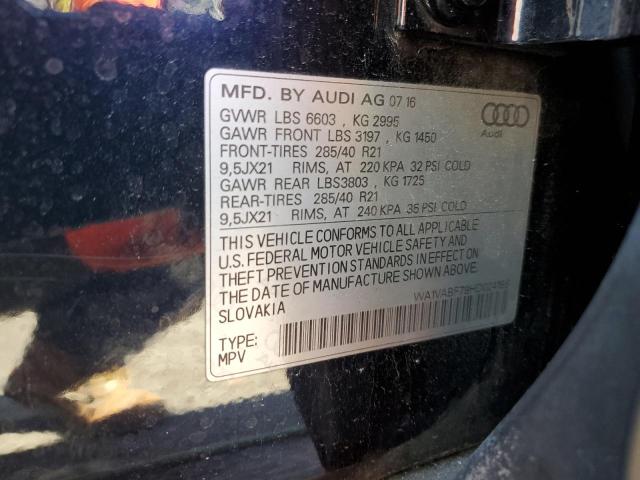 MFD. BY AUDI AG 07 16
GVWR LBS 6603 , KG 2995
GAWR FRONT LBS 3197 , KG 1450
FRONT-TIRES 285/40 R21
9,5JX21 RIMS, AT 220 KPA 32 PSI COLD
GAWR REAR LBS3803 , KG 1725
REAR-TIRES 285/40 R21
9,5JX21 RIMS, AT 240 KPA 35 PSI COLD
Audi
THIS VEHICLE CONFORMS TO ALL APPLICABLE
U.S. FEDERAL MOTOR VEHICLE SAFETY AND
THEFT PREVENTION STANDARDS IN EFFECT ON
THE DATE OF MANUFACTURE SHOWN ABOVE.
SLOVAKIA
TYPE:
MPV